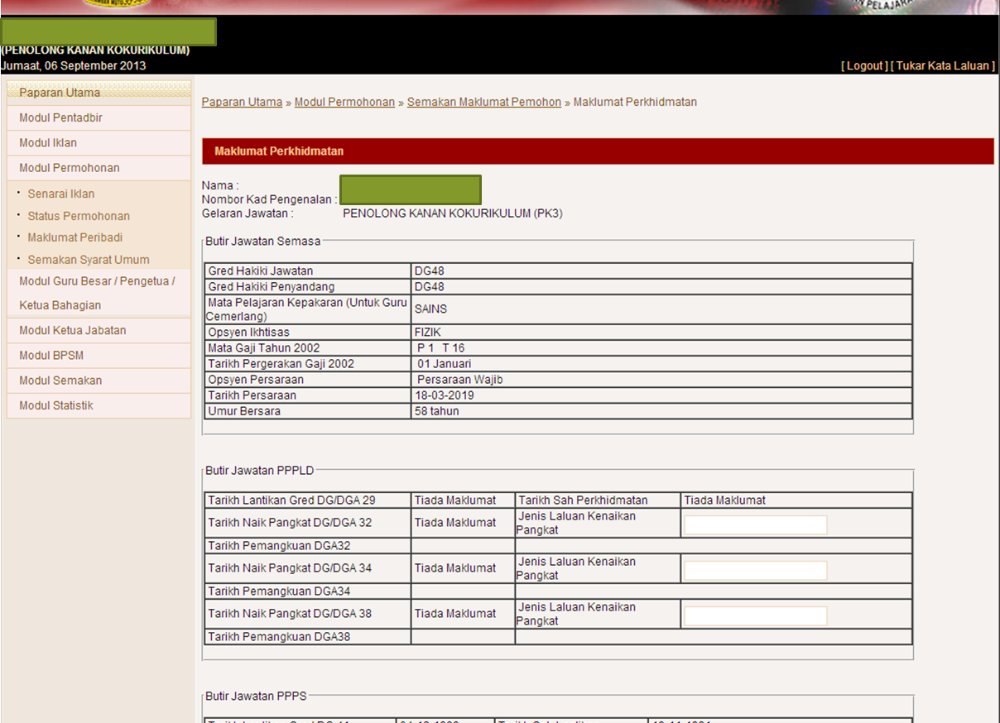 (PENOLONG KANAN KOKURIKULUM)
Jumaat, 06 September 2013
[ Logout ] [ Tukar Kata Laluan ]
Paparan Utama
Modul Pentadbir
Modul Iklan
Modul Permohonan
Senarai Iklan
Status Permohonan
Maklumat Peribadi
Semakan Syarat Umum
Modul Guru Besar / Pengetua /
Ketua Bahagian
Modul Ketua Jabatan
Modul BPSM
Modul Semakan
Modul Statistik
Paparan Utama » Modul Permohonan » Semakan Maklumat Pemohon » Maklumat Perkhidmatan
Maklumat Perkhidmatan
Nama :
Nombor Kad Pengenalan :
Gelaran Jawatan : PENOLONG KANAN KOKURIKULUM (PK3)
Butir Jawatan Semasa
Gred Hakiki Jawatan DG48
Gred Hakiki Penyandang DG48
Mata Pelajaran Kepakaran (Untuk Guru
Cemerlang) SAINS
Opsyen Ikhtisas FIZIK
Mata Gaji Tahun 2002 P 1 T 16
Tarikh Pergerakan Gaji 2002 01 Januari
Opsyen Persaraan Persaraan Wajib
Tarikh Persaraan 18-03-2019
Umur Bersara 58 tahun
Butir Jawatan PPPLD
Tarikh Lantikan Gred DG/DGA 29 Tiada Maklumat Tarikh Sah Perkhidmatan Tiada Maklumat
Tarikh Naik Pangkat DG/DGA 32 Tiada Maklumat Jenis Laluan Kenaikan
Pangkat
Tarikh Pemangkuan DGA32
Tarikh Naik Pangkat DG/DGA 34 Tiada Maklumat Jenis Laluan Kenaikan
Pangkat
Tarikh Pemangkuan DGA34
Tarikh Naik Pangkat DG/DGA 38 Tiada Maklumat Jenis Laluan Kenaikan
Pangkat
Tarikh Pemangkuan DGA38
Butir Jawatan PPPS